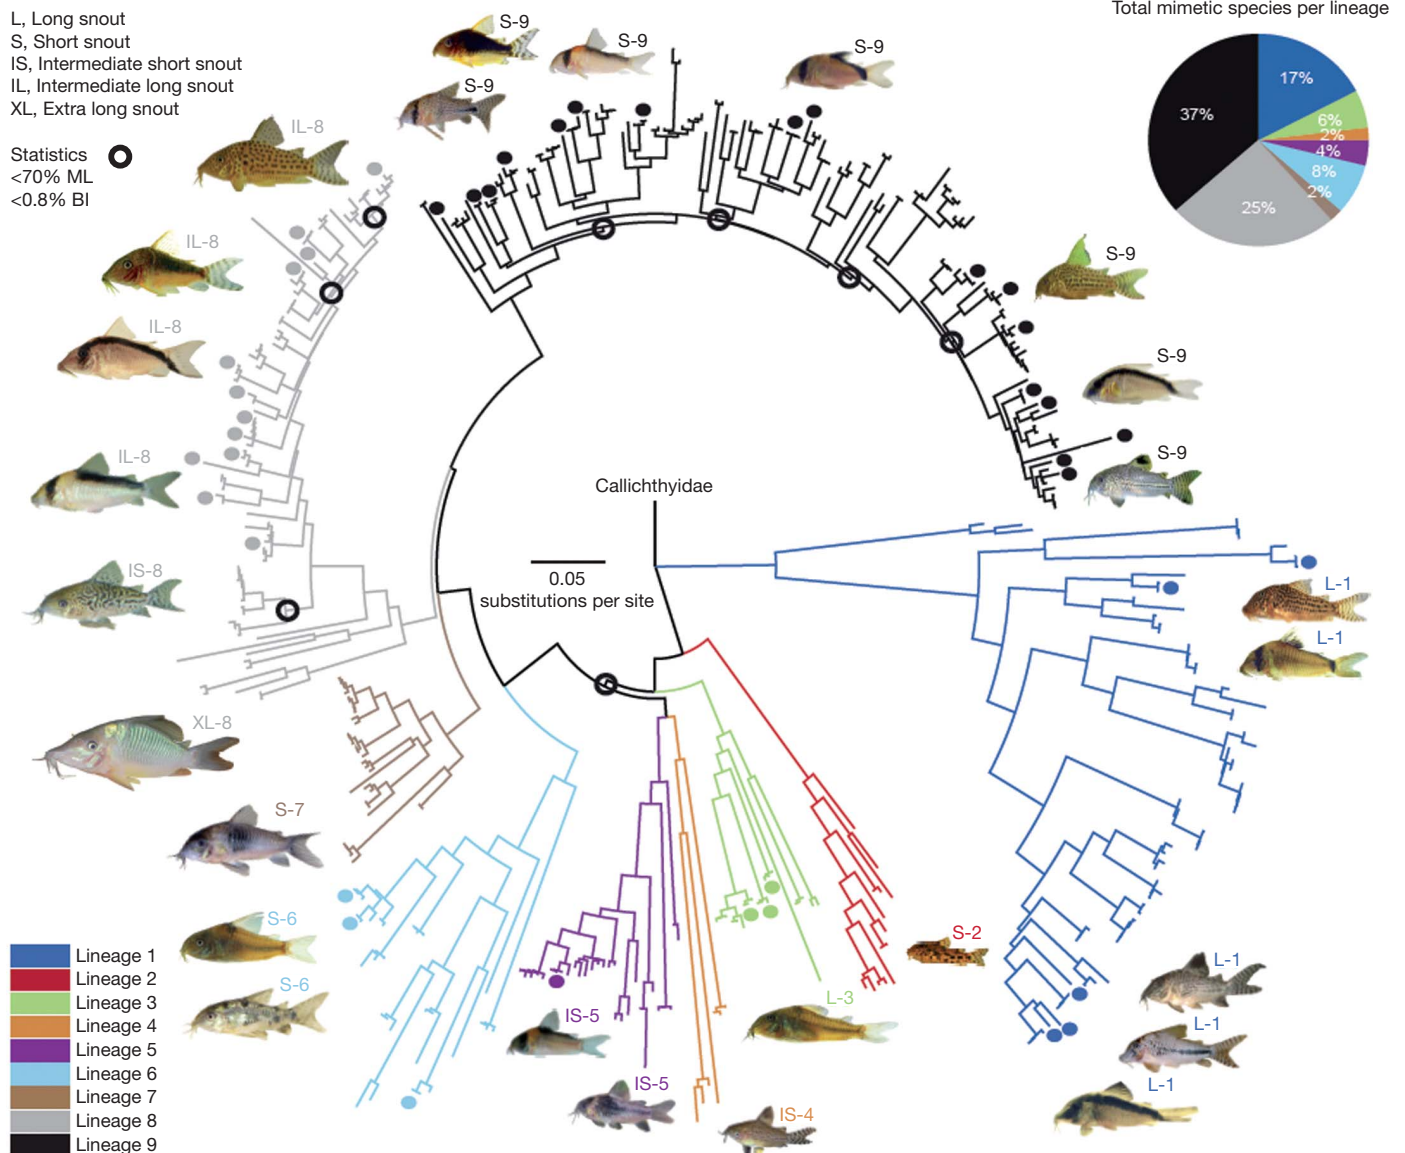 L, Long snout
S, Short snout
IS, Intermediate short snout
IL, Intermediate long snout
XL, Extra long snout
Statistics
<70% ML
<0.8% BI
Total mimetic species per lineage
17%
6%
2%
4%
8%
2%
25%
37%
S-9
S-9
S-9
S-9
IL-8
IL-8
IL-8
IL-8
IS-8
XL-8
S-7
S-6
S-6
S-9
S-9
S-9
Callichthyidae
0.05
substitutions per site
L-1
L-1
S-2
L-1
L-1
L-1
L-3
IS-5
IS-5
IS-4
Lineage 1
Lineage 2
Lineage 3
Lineage 4
Lineage 5
Lineage 6
Lineage 7
Lineage 8
Lineage 9